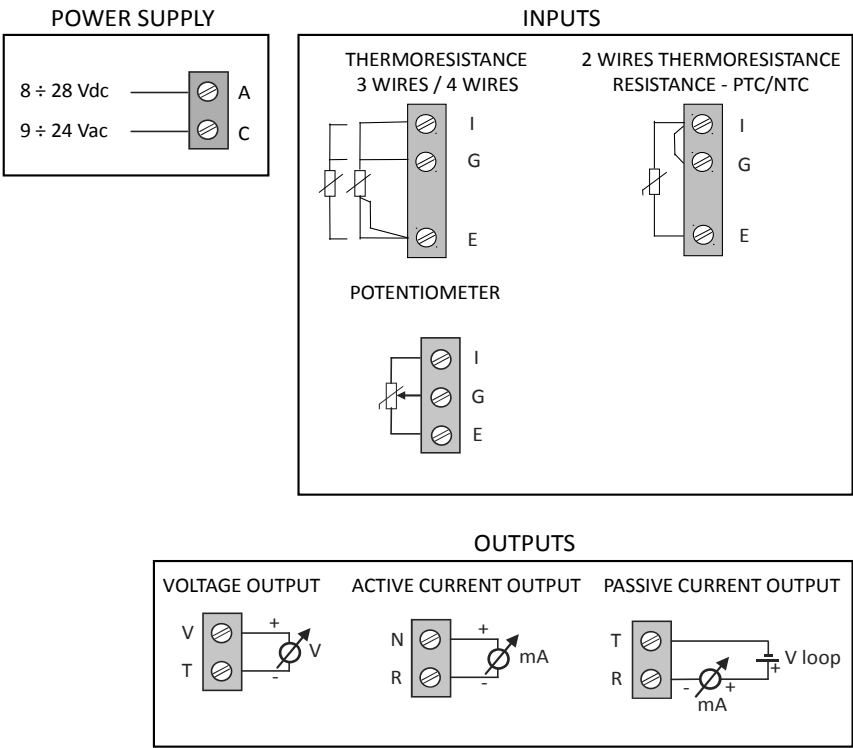 POWER SUPPLY
8 ÷ 28 Vdc
A
9 ÷ 24 Vac
C
INPUTS
THERMORESISTANCE
3 WIRES / 4 WIRES
I
G
E
2 WIRES THERMORESISTANCE
RESISTANCE - PTC/NTC
I
G
E
POTENTIOMETER
I
G
E
OUTPUTS
VOLTAGE OUTPUT
V
T
+
-
V
ACTIVE CURRENT OUTPUT
N
R
+
-
mA
PASSIVE CURRENT OUTPUT
T
R
- +
mA
+
V loop